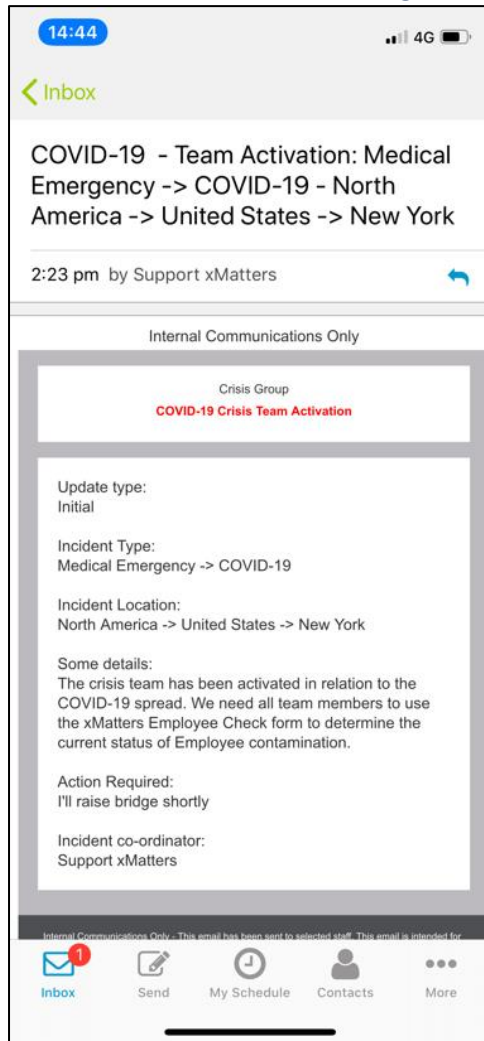 14:44
4G
Inbox
COVID-19 - Team Activation: Medical
Emergency -> COVID-19 - North
America -> United States -> New York
2:23 pm by Support xMatters
Internal Communications Only
Crisis Group
COVID-19 Crisis Team Activation
Update type:
Initial
Incident Type:
Medical Emergency -> COVID-19
Incident Location:
North America -> United States -> New York
Some details:
The crisis team has been activated in relation to the
COVID-19 spread. We need all team members to use
the xMatters Employee Check form to determine the
current status of Employee contamination.
Action Required:
I'll raise bridge shortly
Incident co-ordinator:
Support xMatters
Internal Communications Only - This email has been sent to selected staff. This email is intended for
1
Inbox Send My Schedule Contacts More